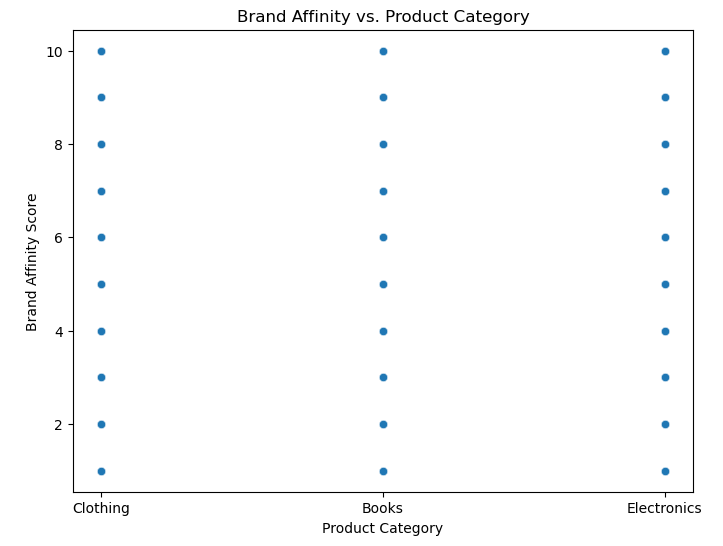 Brand Affinity vs. Product Category
10
8
6
4
2
Brand Affinity Score
Clothing Books Electronics
Product Category